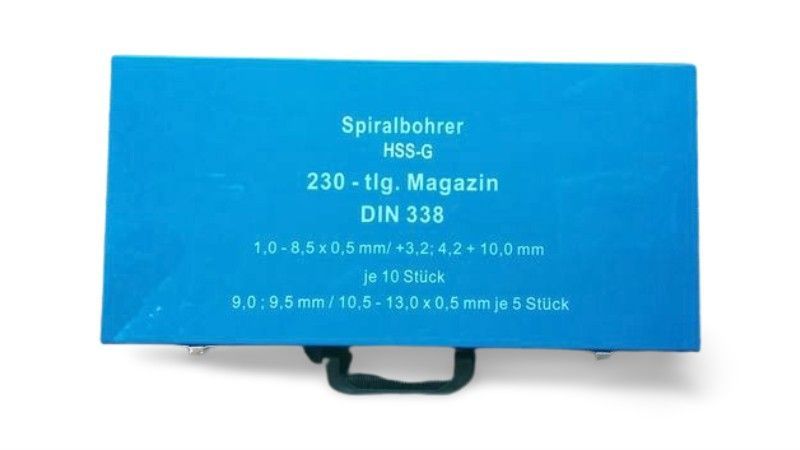 Spiralbohrer
HSS-G
230 - tlg. Magazin
DIN 338
1,0 - 8,5 x 0,5 mm/ +3,2; 4,2 + 10,0 mm
je 10 Stück
9,0 ; 9,5 mm / 10,5 - 13,0 x 0,5 mm je 5 Stück